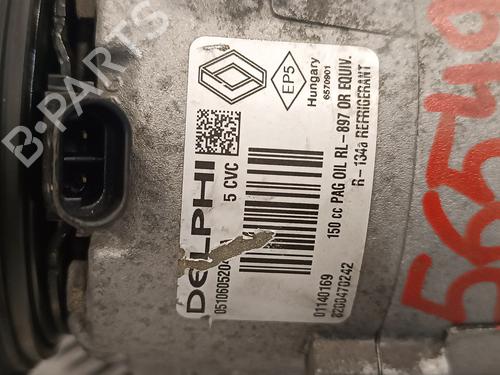 B-PARTS
EP5
Hungary
6570901
DELPHI
5 CVC
150 cc PAG OIL RL-897 OR EQUIV.
R-134a REFRIGERANT
01140169
8200470242